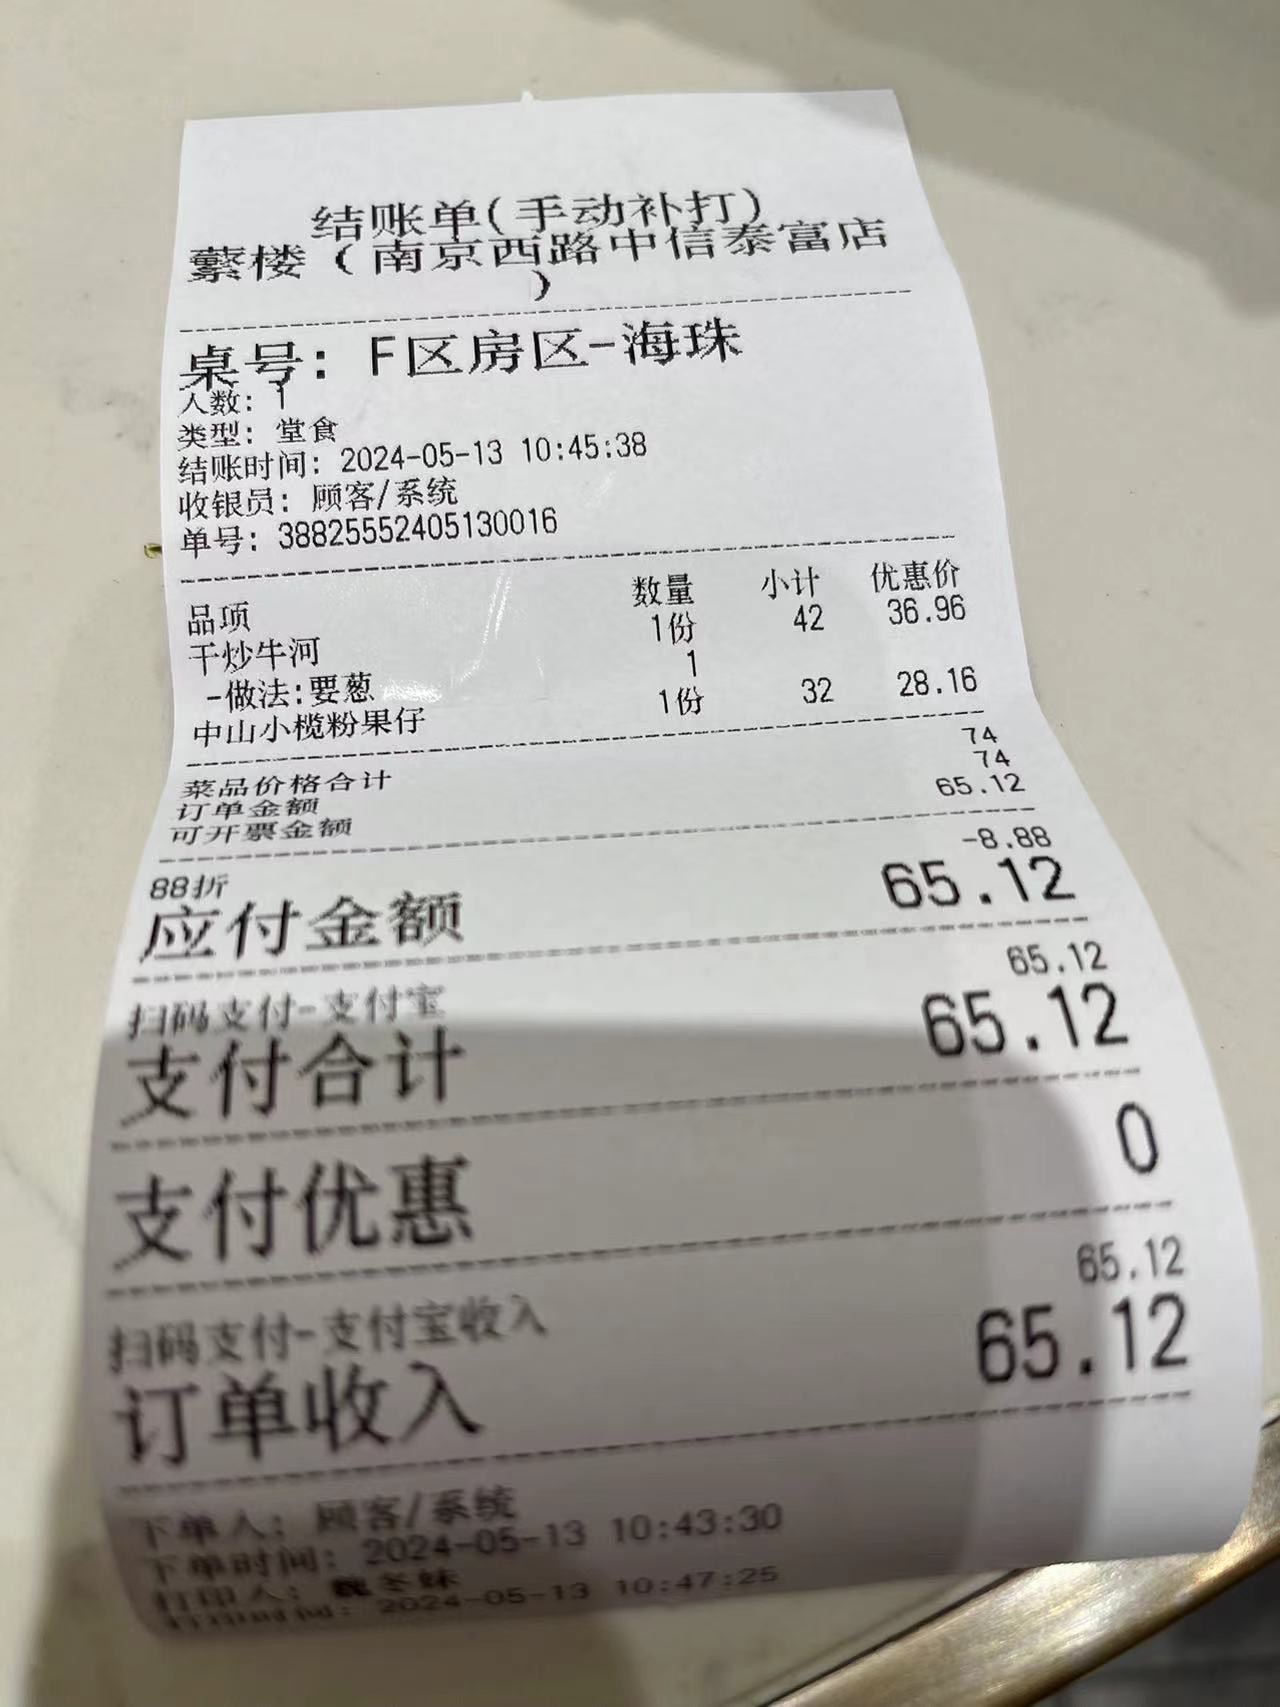 结账单(手动补打)
蘩楼（南京西路中信泰富店
）
桌号: F区房区-海珠
人数: 1
类型: 堂食
结账时间: 2024-05-13 10:45:38
收银员: 顾客/系统
单号: 38825552405130016
品项 数量 小计 优惠价
干炒牛河 1份 42 36.96
-做法:要葱 1
中山小榄粉果仔 1份 32 28.16
菜品价格合计 74
订单金额 74
可开票金额 65.12
88折 -8.88
应付金额 65.12
扫码支付-支付宝 65.12
支付合计 65.12
支付优惠 0
扫码支付-支付宝收入 65.12
订单收入 65.12
下单人: 顾客/系统
下单时间: 2024-05-13 10:43:30
打印人: 魏冬妹
打印时间: 2024-05-13 10:47:25